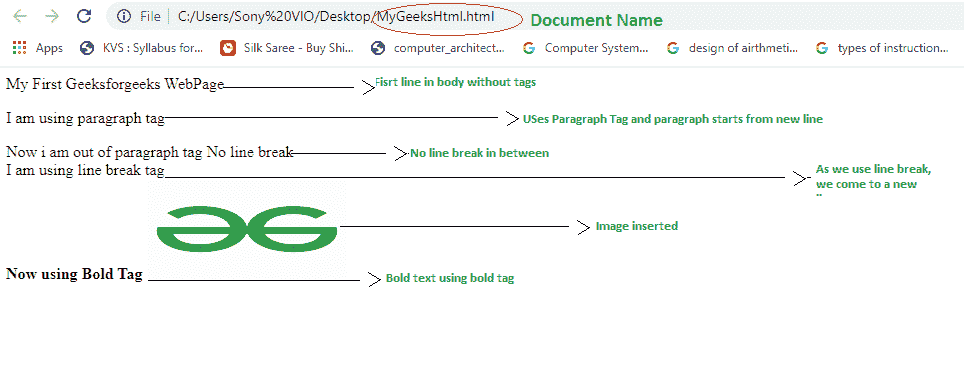 File C:/Users/Sony%20VIO/Desktop/MyGeeksHtml.html Document Name
Apps KVS : Syllabus for... Silk Saree - Buy Shi... computer_architect... Computer System... design of airthmeti... types of instruction...
My First Geeksforgeeks WebPage Fisrt line in body without tags
I am using paragraph tag USes Paragraph Tag and paragraph starts from new line
Now i am out of paragraph tag No line break No line break in between
I am using line break tag As we use line break,
we come to a new
Image inserted
Now using Bold Tag Bold text using bold tag